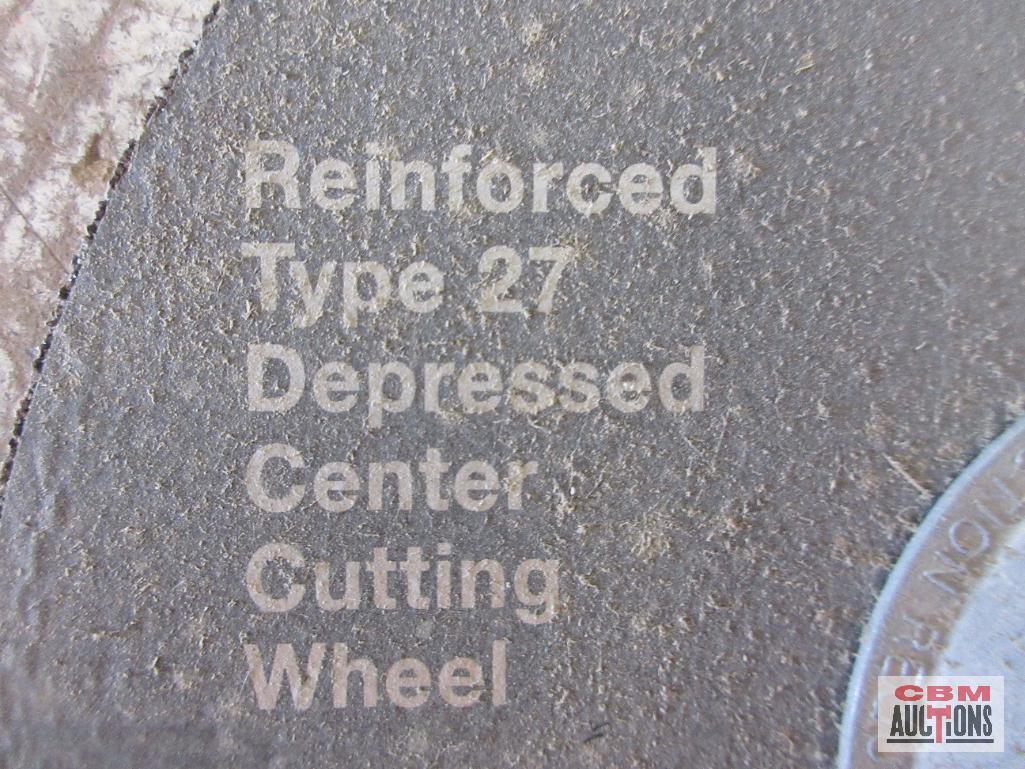 Reinforced
Type 27
Depressed
Center
Cutting
Wheel
CBM
AUCTIONS